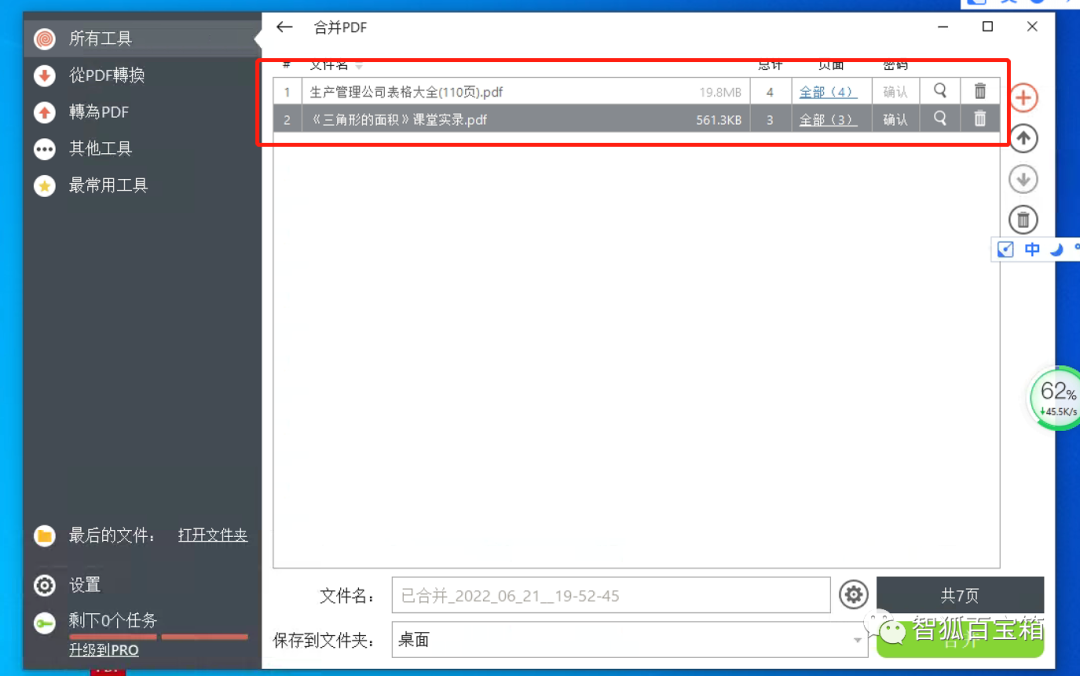 合并PDF
所有工具
從PDF轉換
轉為PDF
其他工具
最常用工具
# 文件名 总计 页面 密码
1 生产管理公司表格大全(110页).pdf 19.8MB 4 全部（4） 确认
2 《三角形的面积》课堂实录.pdf 561.3KB 3 全部（3） 确认
中
62%
45.5K/s
最后的文件： 打开文件夹
设置
剩下0个任务
升级到PRO
文件名： 已合并_2022_06_21__19-52-45
共7页
保存到文件夹： 桌面
合并
智狐百宝箱